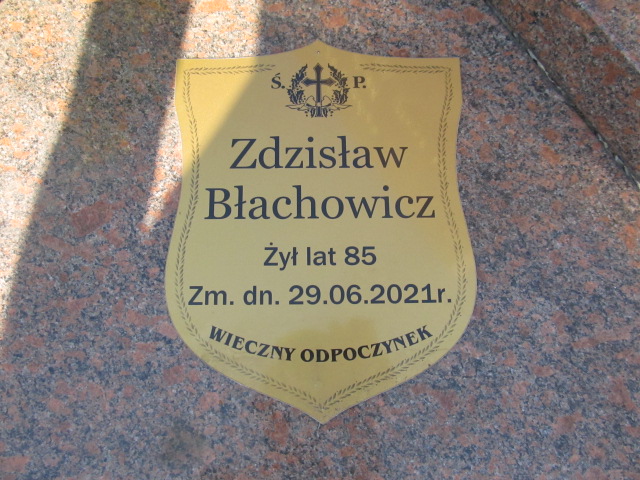 Ś. P.
Zdzisław
Błachowicz
Żył lat 85
Zm. dn. 29.06.2021r.
WIECZNY ODPOCZYNEK